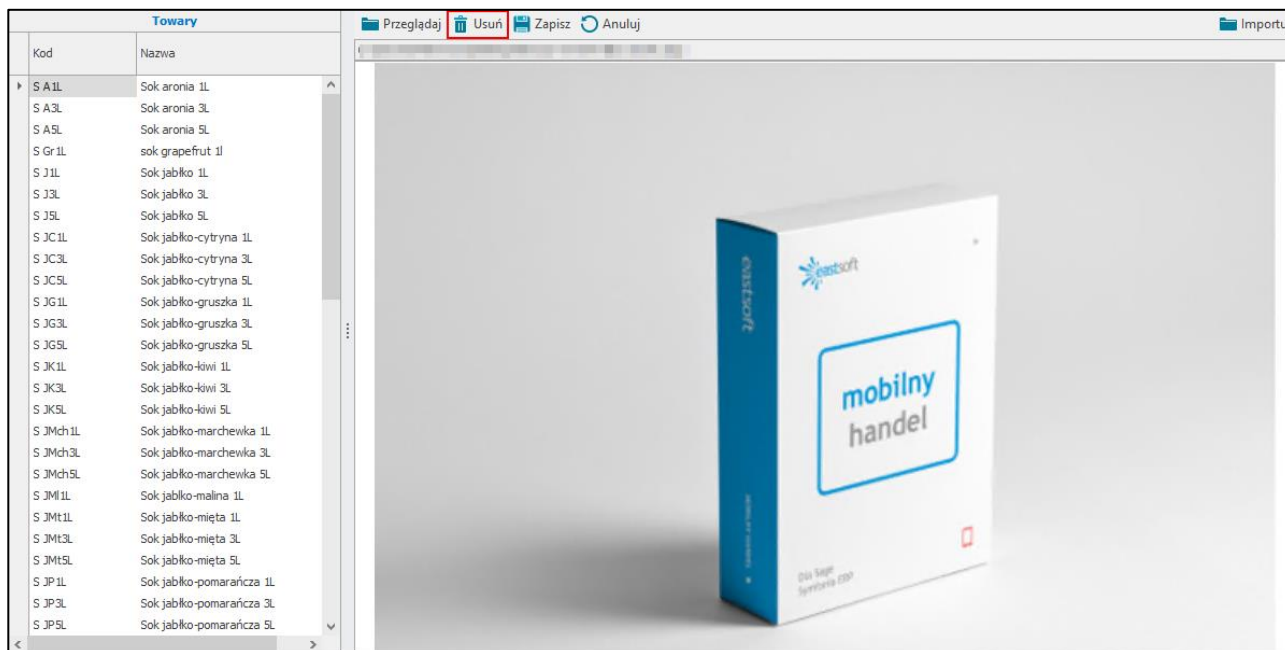 Towary
Przeglądaj Usuń Zapisz Anuluj Importu
Kod Nazwa
S A1L Sok aronia 1L
S A3L Sok aronia 3L
S A5L Sok aronia 5L
S Gr1L sok grapefrut 1l
S J1L Sok jabłko 1L
S J3L Sok jabłko 3L
S J5L Sok jabłko 5L
S JC1L Sok jabłko-cytryna 1L
S JC3L Sok jabłko-cytryna 3L
S JC5L Sok jabłko-cytryna 5L
S JG1L Sok jabłko-gruszka 1L
S JG3L Sok jabłko-gruszka 3L
S JG5L Sok jabłko-gruszka 5L
S JK1L Sok jabłko-kiwi 1L
S JK3L Sok jabłko-kiwi 3L
S JK5L Sok jabłko-kiwi 5L
S JMch1L Sok jabłko-marchewka 1L
S JMch3L Sok jabłko-marchewka 3L
S JMch5L Sok jabłko-marchewka 5L
S JMl1L Sok jablko-malina 1L
S JMt1L Sok jabłko-mięta 1L
S JMt3L Sok jabłko-mięta 3L
S JMt5L Sok jabłko-mięta 5L
S JP1L Sok jabłko-pomarańcza 1L
S JP3L Sok jabłko-pomarańcza 3L
S JP5L Sok jabłko-pomarańcza 5L
eastsoft
eastsoft
mobilny
handel
MOBILNY HANDEL
Dla Sage
Symfonia ERP